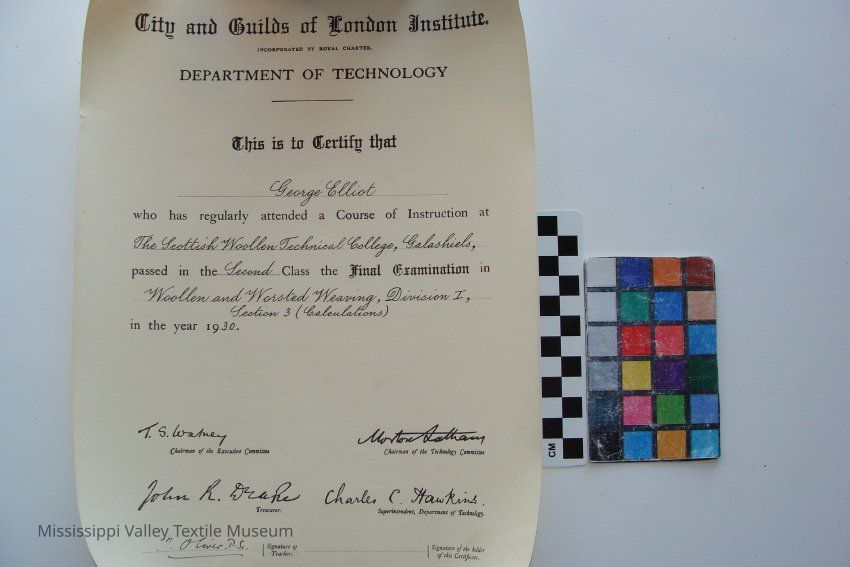 City and Guilds of London Institute.
INCORPORATED BY ROYAL CHARTER.
DEPARTMENT OF TECHNOLOGY
This is to Certify that
George Elliot
who has regularly attended a Course of Instruction at
The Scottish Woollen Technical College, Galashiels,
passed in the Second Class the Final Examination in
Woollen and Worsted Weaving, Division I,
Section 3 (Calculations)
in the year 1930.
T. S. Watney
Chairman of the Executive Committee
Chairman of the Technology Committee
John R.
Treasurer.
Charles C. Hawkins.
Superintendent, Department of Technology.
Signature of Teacher.
Signature of the holder of this Certificate.
CM
Mississippi Valley Textile Museum